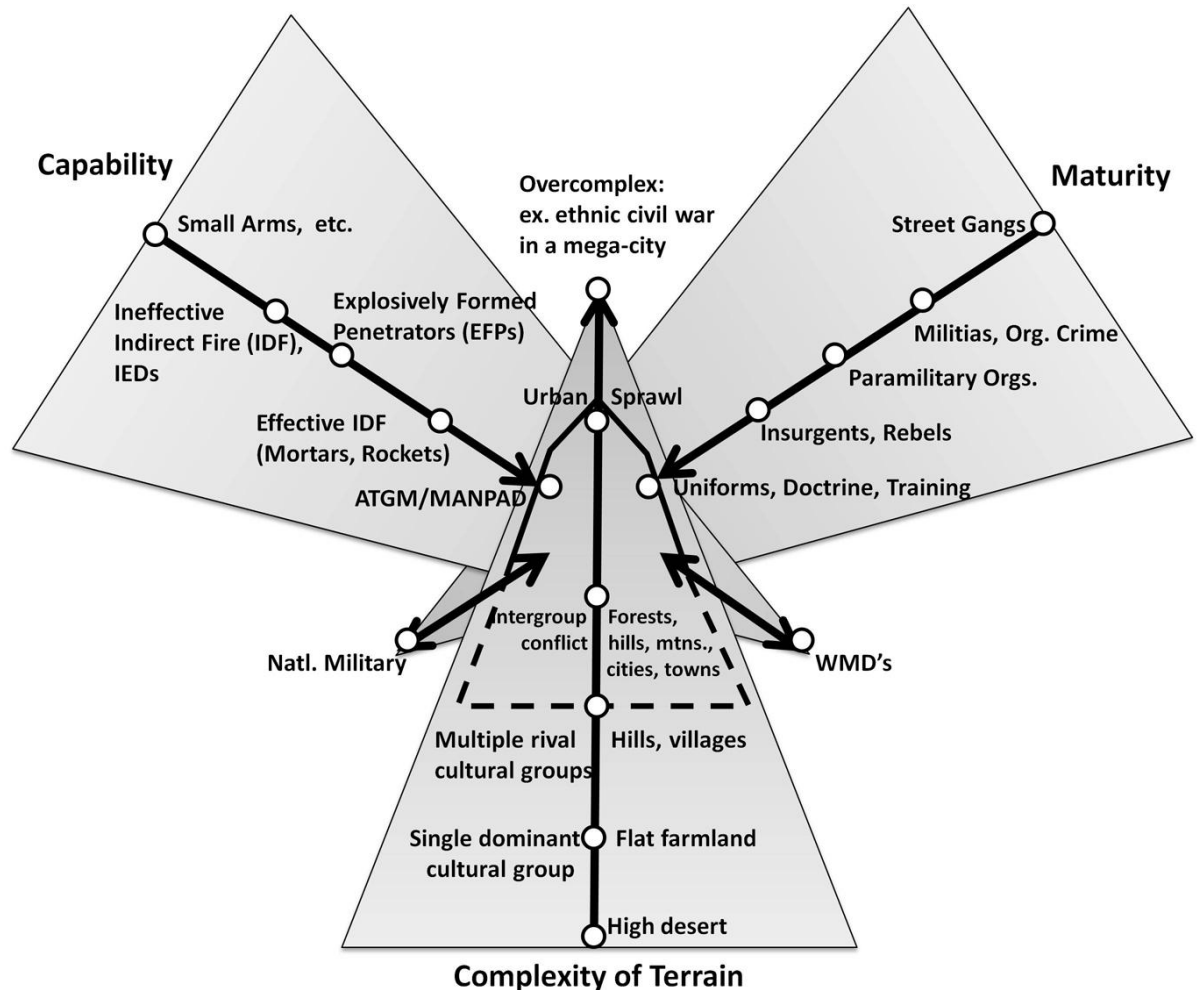 Capability
Maturity
Overcomplex:
ex. ethnic civil war
in a mega-city
Small Arms, etc.
Street Gangs
Ineffective
Indirect Fire (IDF),
IEDs
Explosively Formed
Penetrators (EFPs)
Militias, Org. Crime
Paramilitary Orgs.
Urban Sprawl
Effective IDF
(Mortars, Rockets)
Insurgents, Rebels
ATGM/MANPAD
Uniforms, Doctrine, Training
Intergroup
conflict
Forests,
hills, mtns.,
cities, towns
Natl. Military
WMD's
Multiple rival
cultural groups
Hills, villages
Single dominant
cultural group
Flat farmland
High desert
Complexity of Terrain